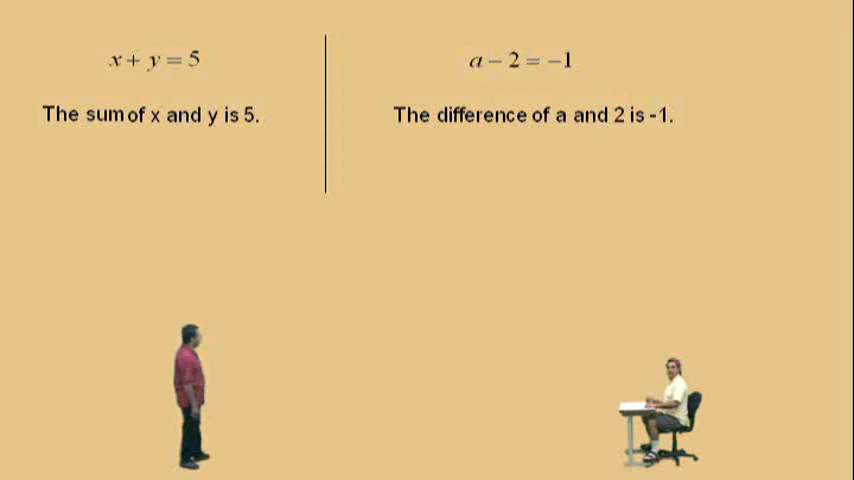 x + y = 5
The sum of x and y is 5.
a − 2 = −1
The difference of a and 2 is -1.